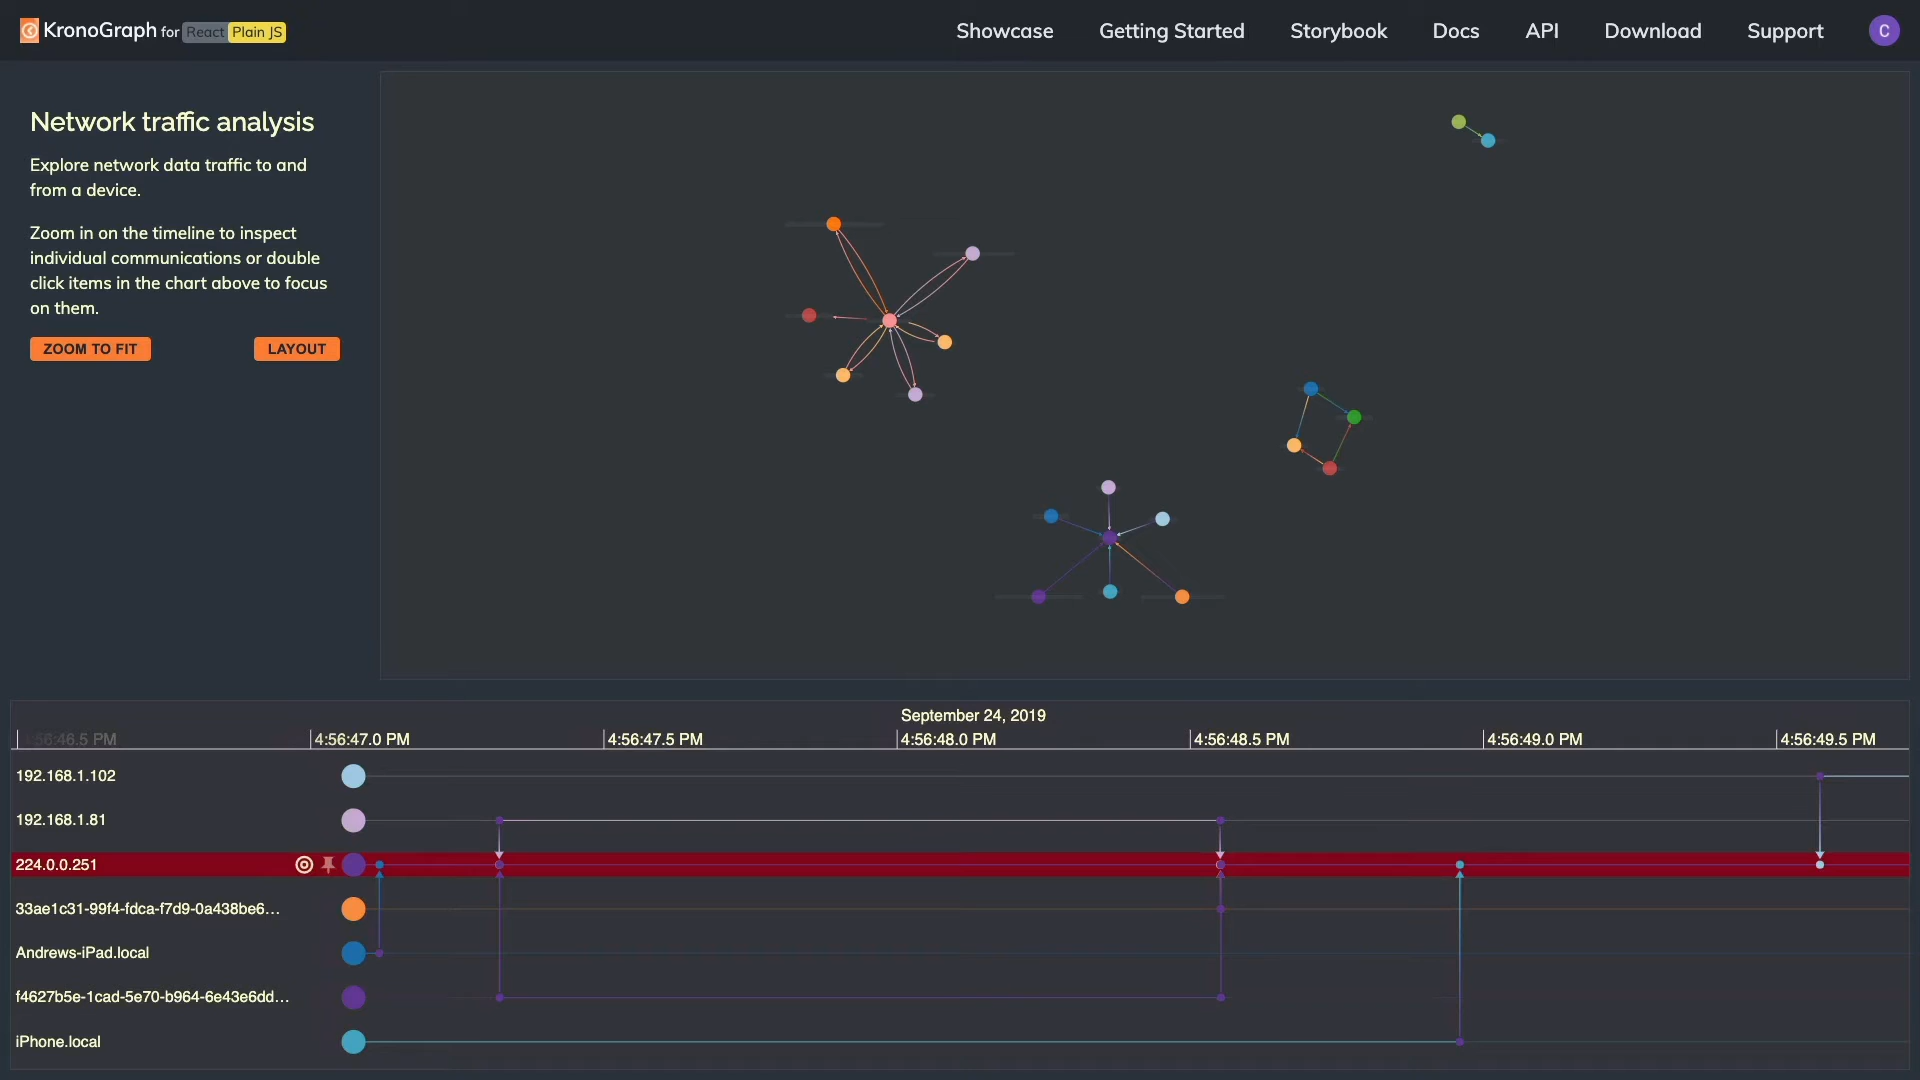 KronoGraph for React Plain JS
Showcase Getting Started Storybook Docs API Download Support C
Network traffic analysis
Explore network data traffic to and
from a device.
Zoom in on the timeline to inspect
individual communications or double
click items in the chart above to focus
on them.
ZOOM TO FIT LAYOUT
September 24, 2019
4:56:46.5 PM 4:56:47.0 PM 4:56:47.5 PM 4:56:48.0 PM 4:56:48.5 PM 4:56:49.0 PM 4:56:49.5 PM
192.168.1.102
192.168.1.81
224.0.0.251
33ae1c31-99f4-fdca-f7d9-0a438be6...
Andrews-iPad.local
f4627b5e-1cad-5e70-b964-6e43e6dd...
iPhone.local